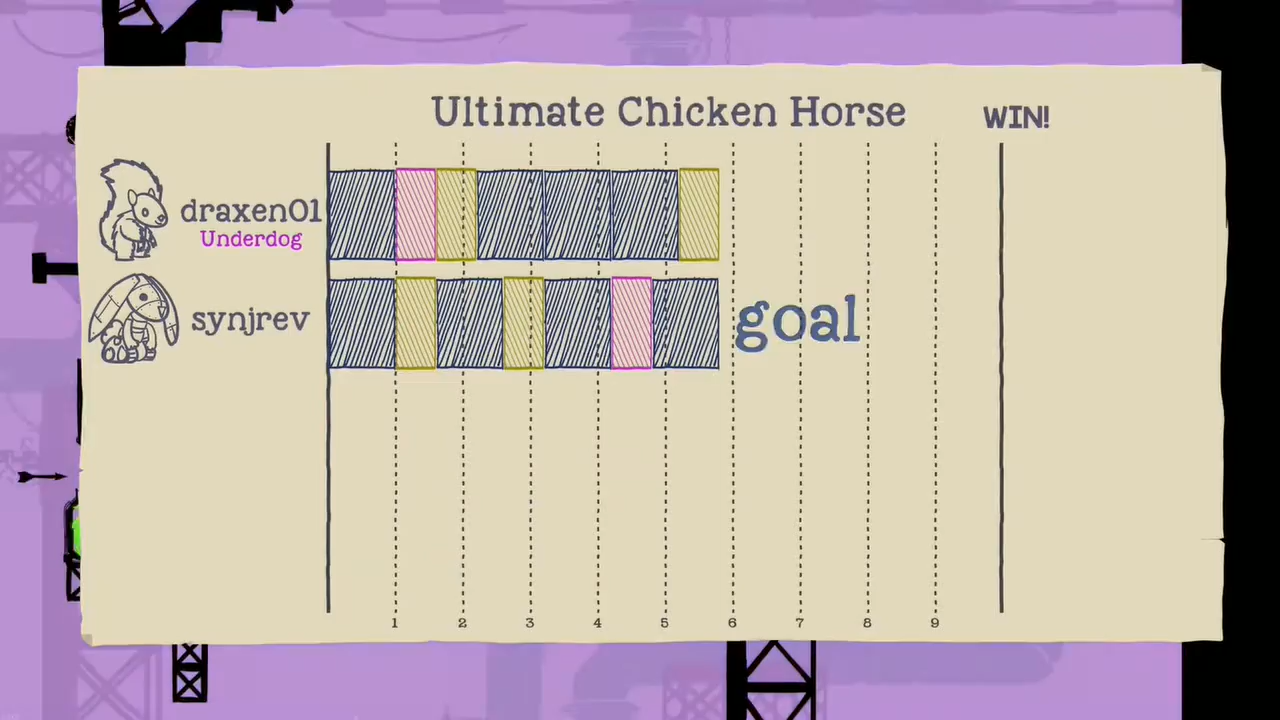 Ultimate Chicken Horse
WIN!
draxen01
Underdog
synjrev
goal
1 2 3 4 5 6 7 8 9